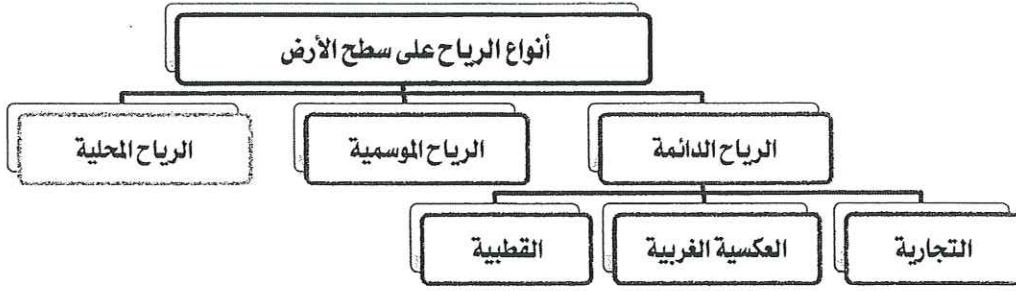 أنواع الرياح على سطح الأرض
الرياح الدائمة الرياح الموسمية الرياح المحلية
التجارية العكسية الغربية القطبية